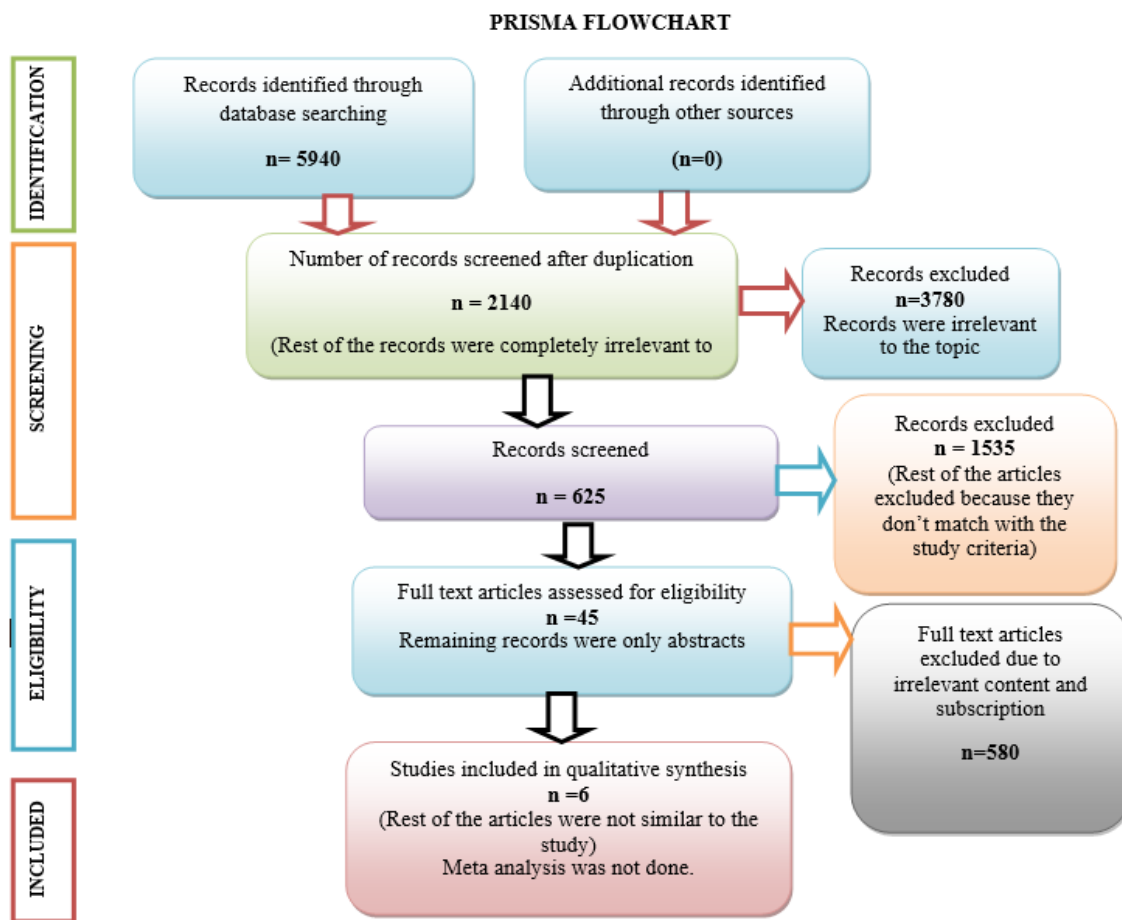 PRISMA FLOWCHART
IDENTIFICATION
Records identified through
database searching
n= 5940
Additional records identified
through other sources
(n=0)
SCREENING
Number of records screened after duplication
n = 2140
(Rest of the records were completely irrelevant to
Records excluded
n=3780
Records were irrelevant
to the topic
Records screened
n = 625
Records excluded
n = 1535
(Rest of the articles
excluded because they
don’t match with the
study criteria)
ELIGIBILITY
Full text articles assessed for eligibility
n =45
Remaining records were only abstracts
Full text articles
excluded due to
irrelevant content and
subscription
n=580
INCLUDED
Studies included in qualitative synthesis
n =6
(Rest of the articles were not similar to the
study)
Meta analysis was not done.